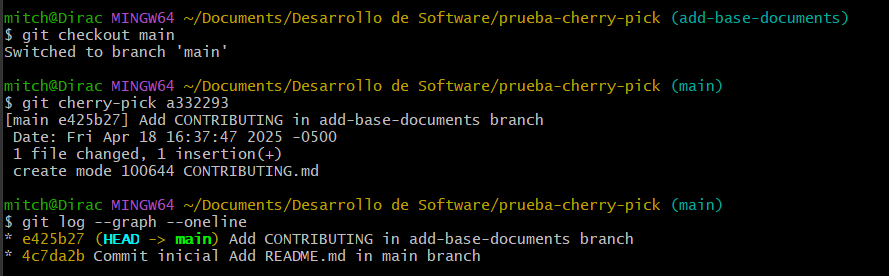 mitch@Dirac MINGW64 ~/Documents/Desarrollo de Software/prueba-cherry-pick (add-base-documents)
$ git checkout main
Switched to branch 'main'
mitch@Dirac MINGW64 ~/Documents/Desarrollo de Software/prueba-cherry-pick (main)
$ git cherry-pick a332293
[main e425b27] Add CONTRIBUTING in add-base-documents branch
 Date: Fri Apr 18 16:37:47 2025 -0500
 1 file changed, 1 insertion(+)
 create mode 100644 CONTRIBUTING.md
mitch@Dirac MINGW64 ~/Documents/Desarrollo de Software/prueba-cherry-pick (main)
$ git log --graph --oneline
* e425b27 (HEAD -> main) Add CONTRIBUTING in add-base-documents branch
* 4c7da2b Commit inicial Add README.md in main branch